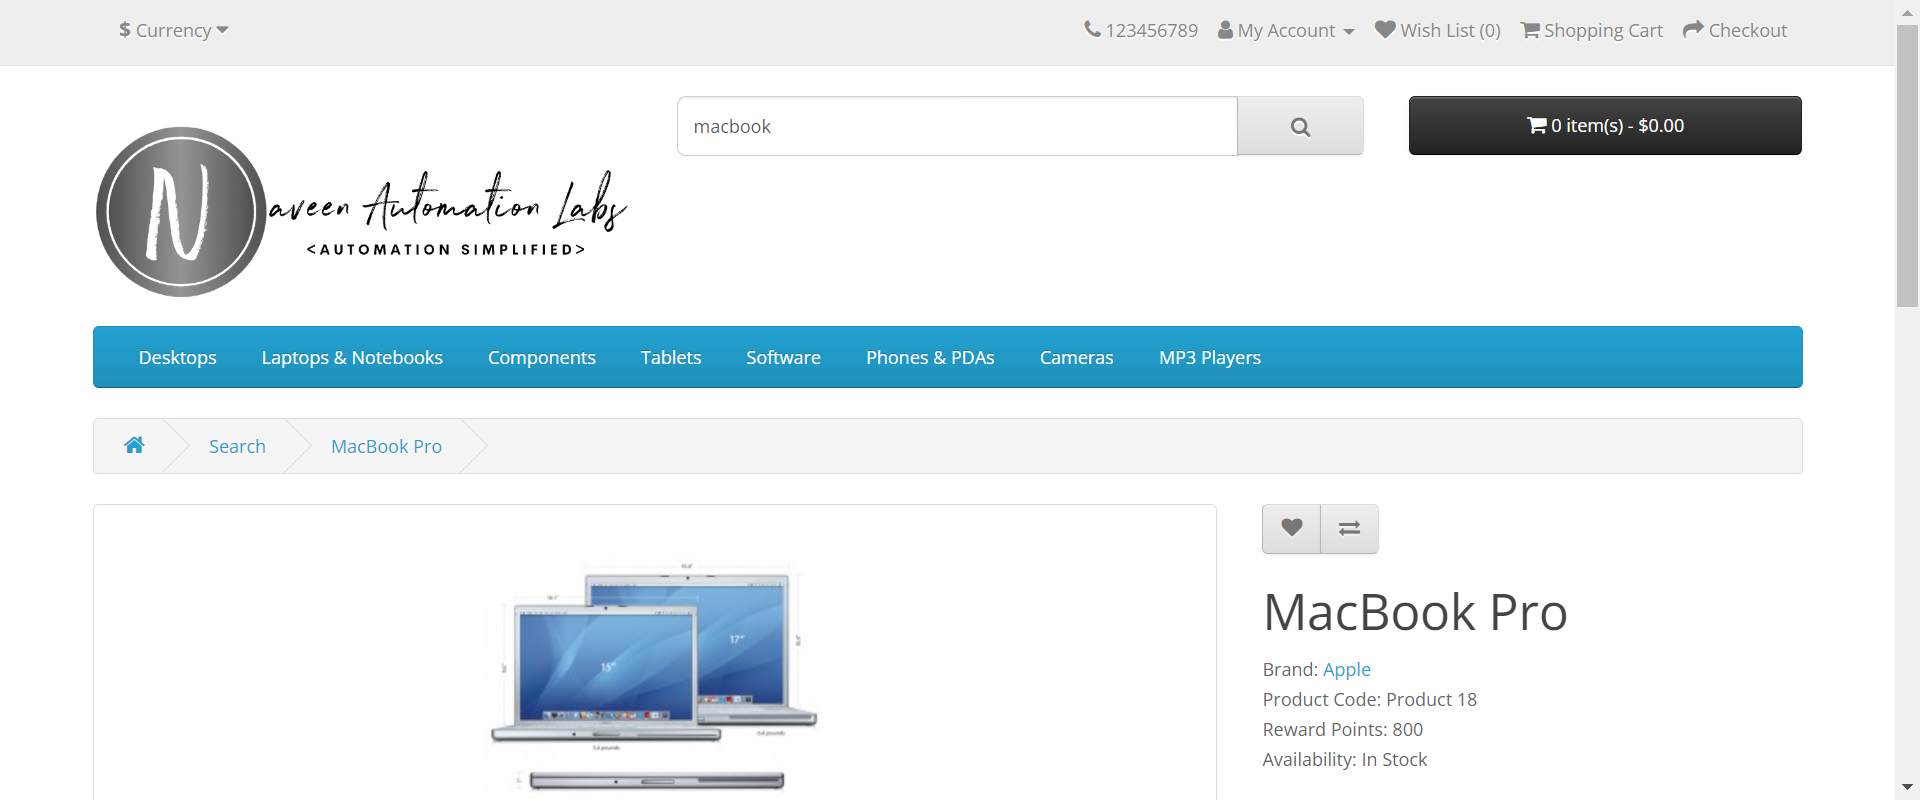 $ Currency
123456789 My Account Wish List (0) Shopping Cart Checkout
macbook
0 item(s) - $0.00
N aveen Automation Labs
<AUTOMATION SIMPLIFIED>
Desktops Laptops & Notebooks Components Tablets Software Phones & PDAs Cameras MP3 Players
Search MacBook Pro
17"
15"
MacBook Pro
Brand: Apple
Product Code: Product 18
Reward Points: 800
Availability: In Stock